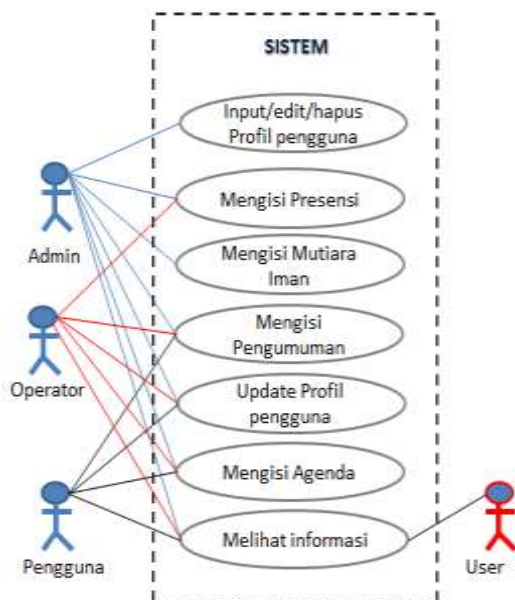 SISTEM
Input/edit/hapus
Profil pengguna
Mengisi Presensi
Admin
Mengisi Mutiara
Iman
Mengisi
Pengumuman
Operator
Update Profil
pengguna
Mengisi Agenda
Melihat informasi
Pengguna
User